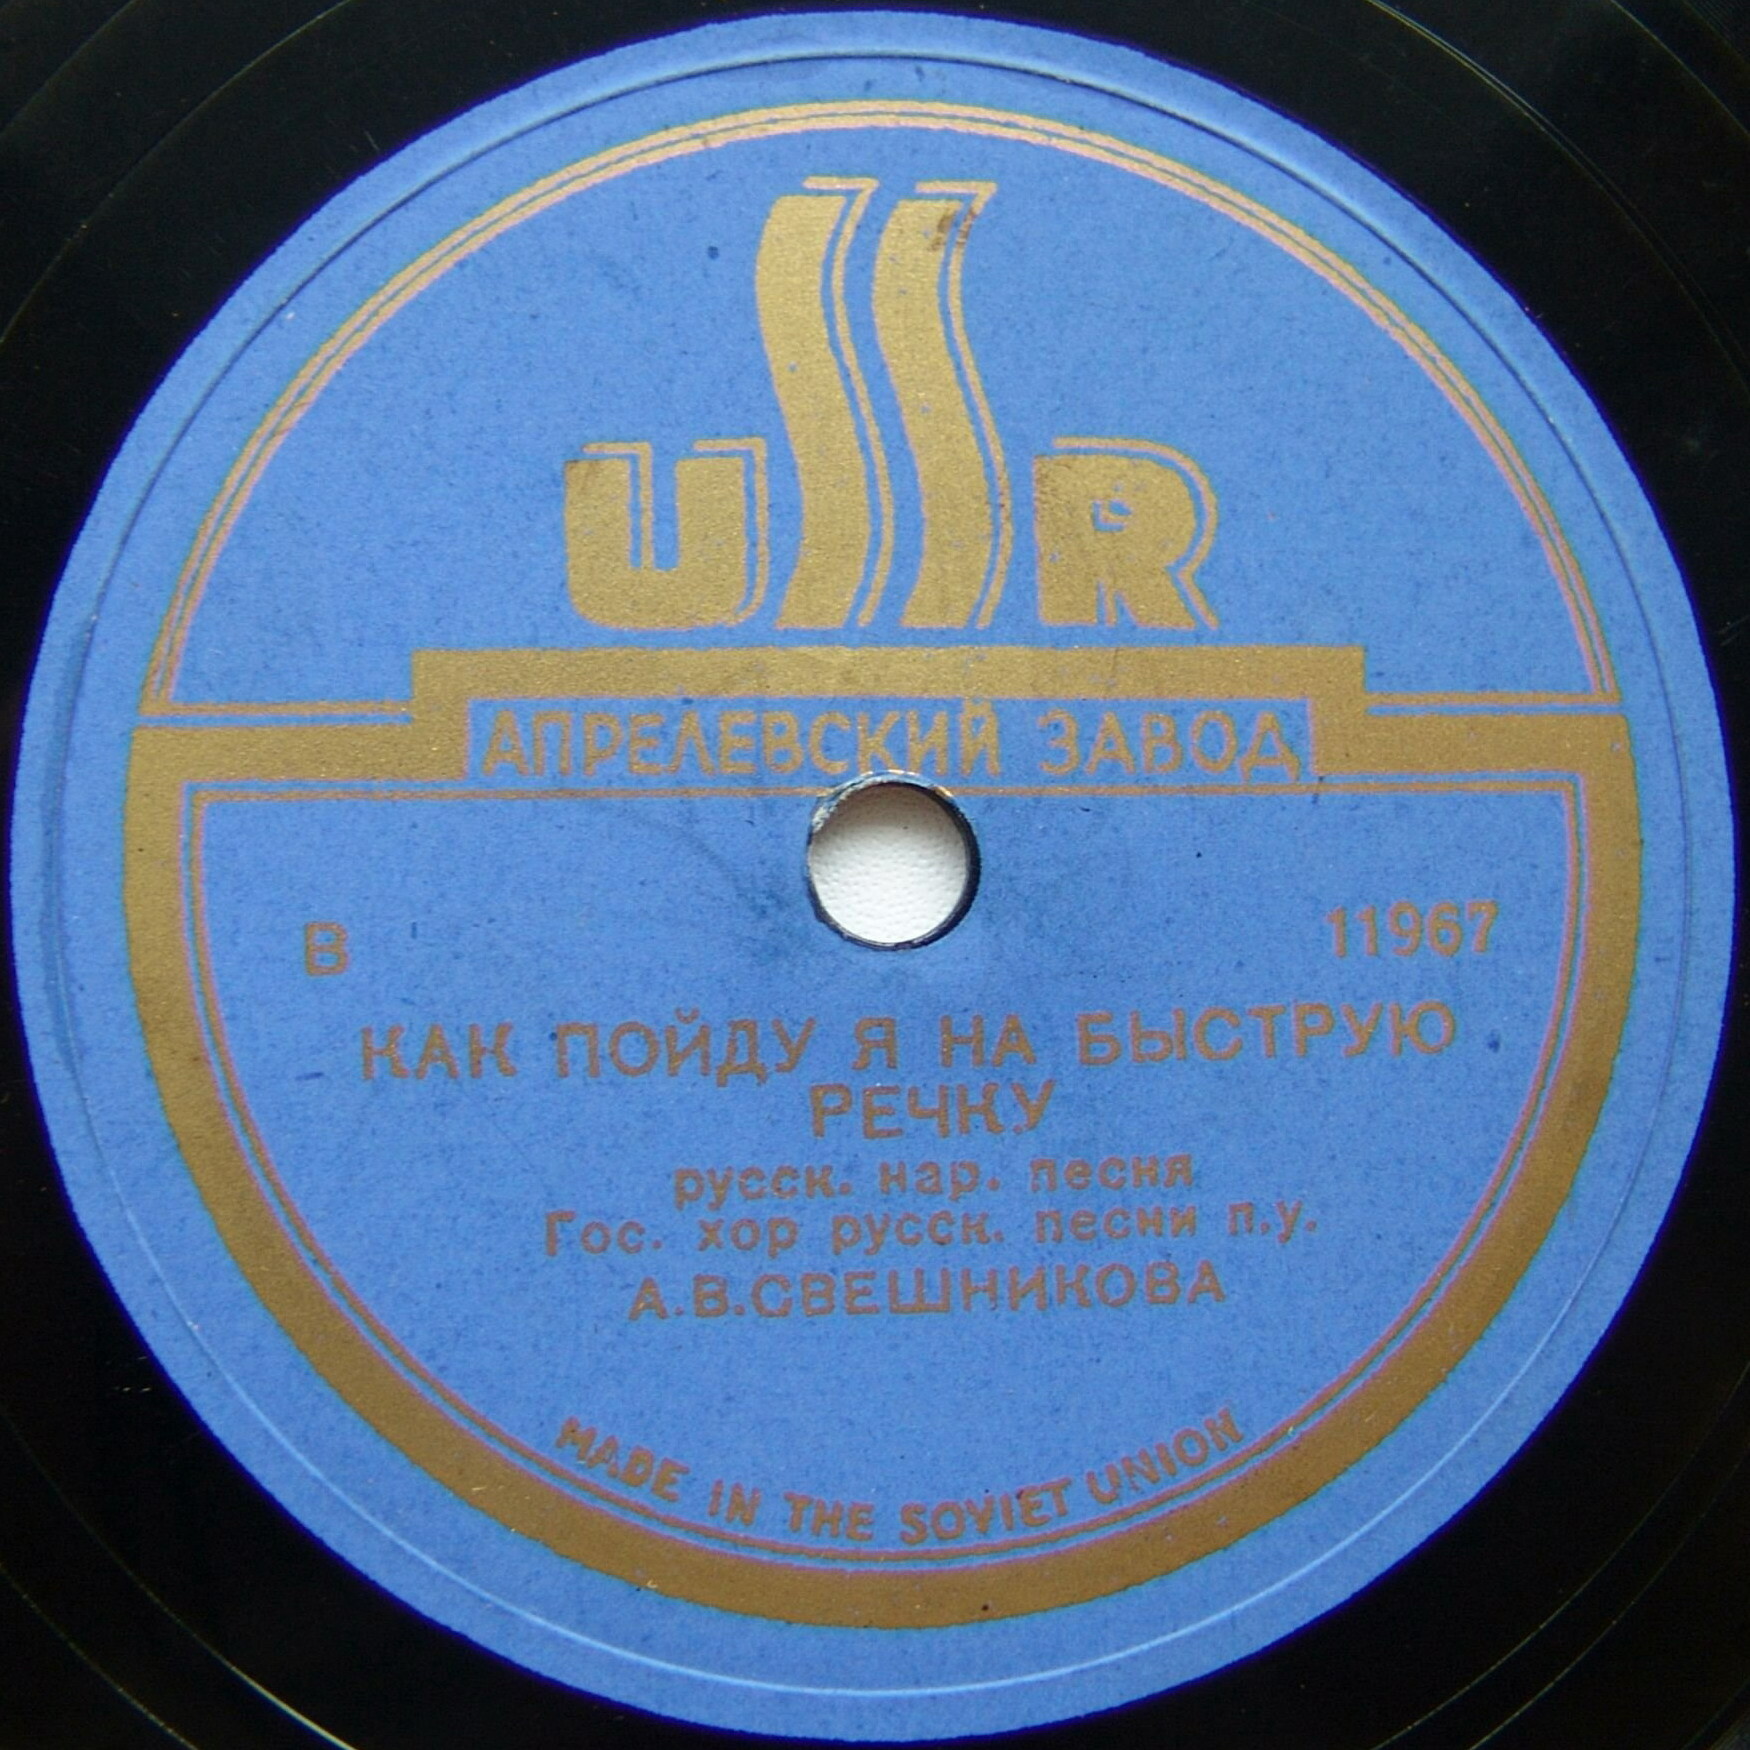 USSR
АПРЕЛЕВСКИЙ ЗАВОД
В 11967
КАК ПОЙДУ Я НА БЫСТРУЮ
РЕЧКУ
русск. нар. песня
Гос. хор русск. песни п.у.
А.В.СВЕШНИКОВА
MADE IN THE SOVIET UNION